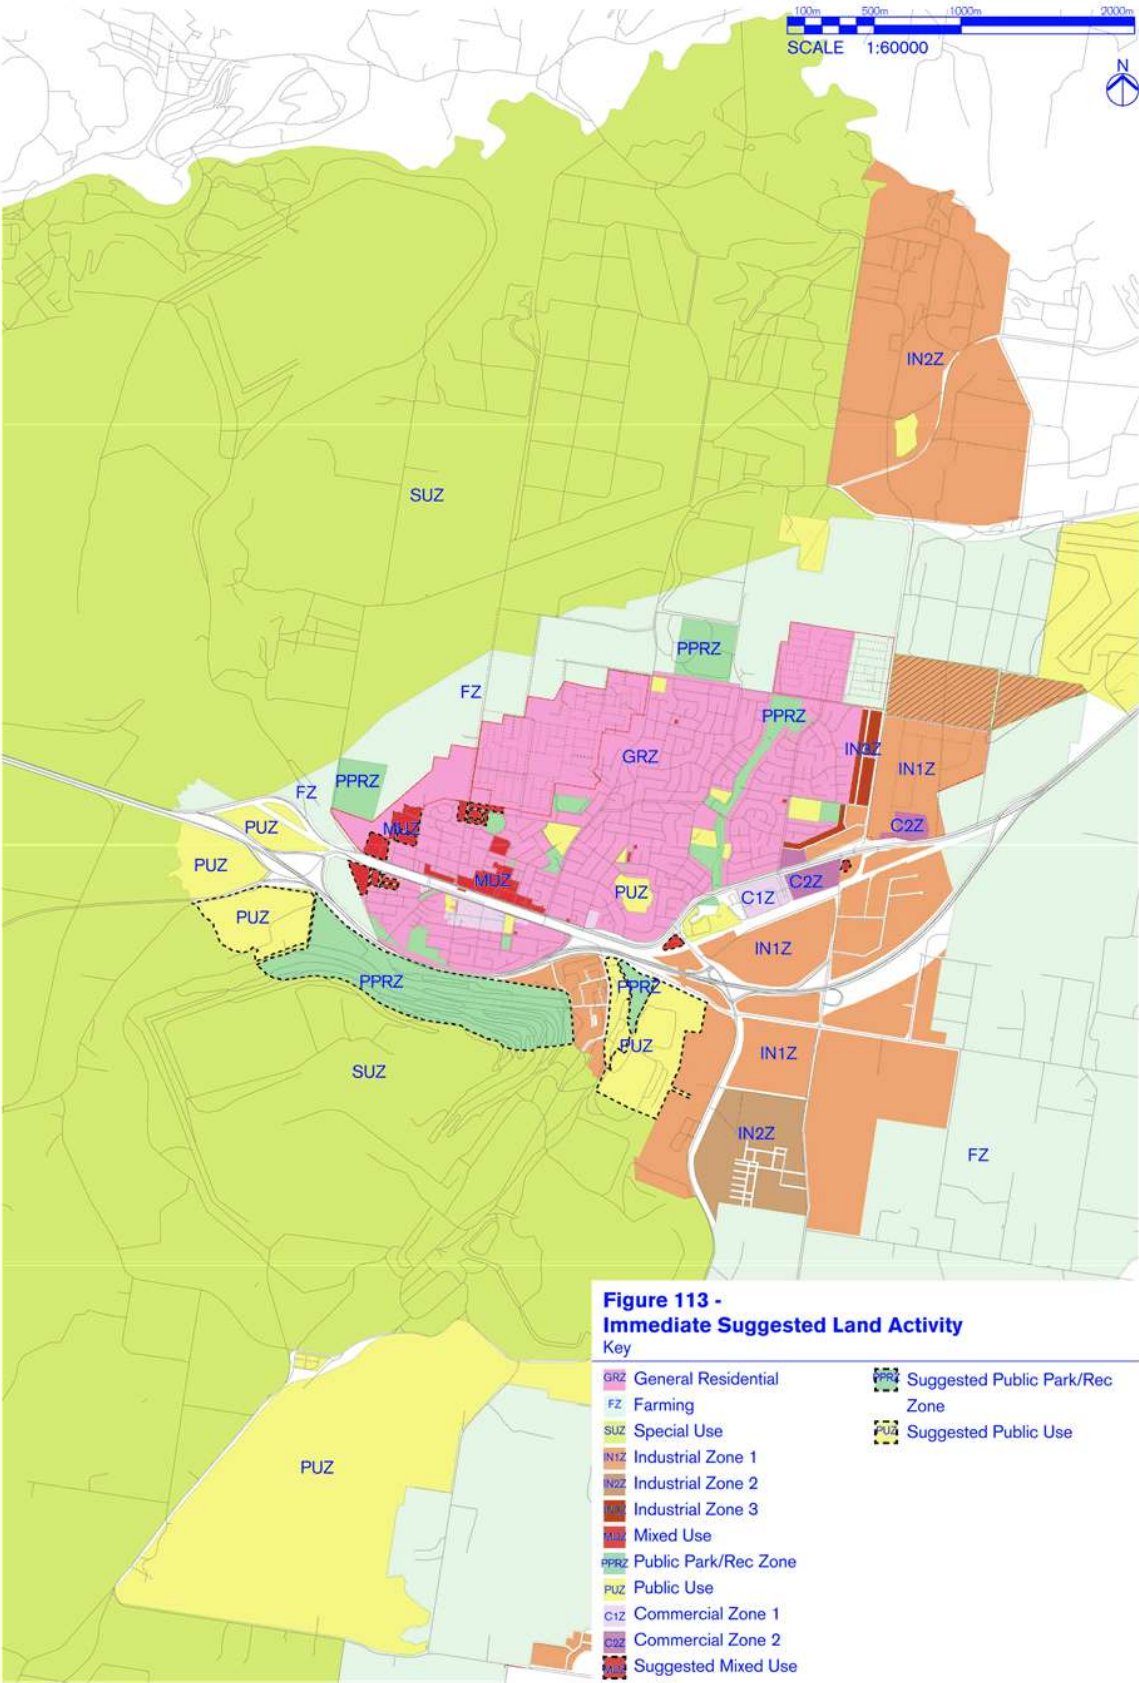 100m 500m 1000m 2000m
SCALE 1:60000
N
IN2Z
SUZ
PPRZ
FZ
PPRZ
GRZ
IN3Z
IN1Z
PPRZ
FZ
C2Z
PUZ
MUZ
PUZ
MUZ
C2Z
PUZ
C1Z
PUZ
IN1Z
PPRZ
PPRZ
PUZ
IN1Z
SUZ
IN2Z
FZ
PUZ
Figure 113 -
Immediate Suggested Land Activity
Key
GRZ General Residential
FZ Farming
SUZ Special Use
IN1Z Industrial Zone 1
IN2Z Industrial Zone 2
IN3Z Industrial Zone 3
MUZ Mixed Use
PPRZ Public Park/Rec Zone
PUZ Public Use
C1Z Commercial Zone 1
C2Z Commercial Zone 2
MUZ Suggested Mixed Use
PPRZ Suggested Public Park/Rec
Zone
PUZ Suggested Public Use